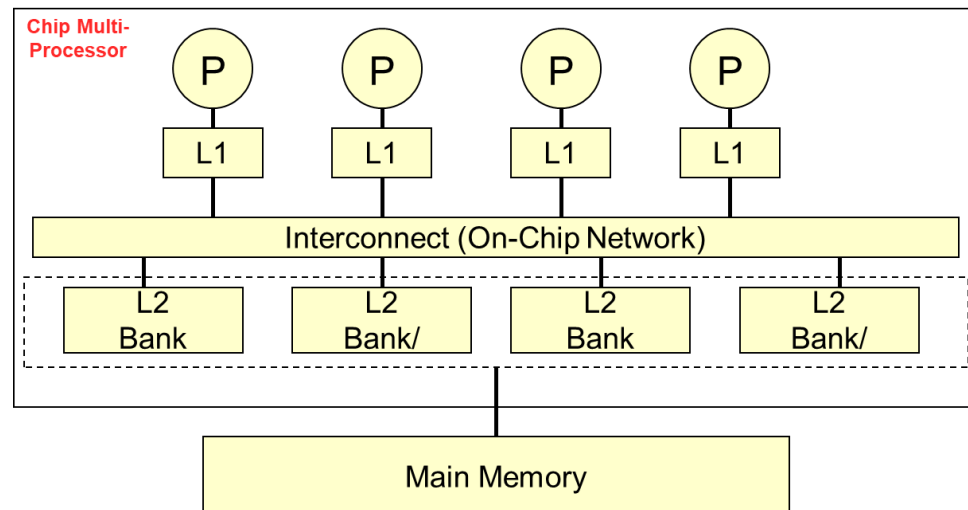 Chip Multi-
Processor
P
P
P
P
L1
L1
L1
L1
Interconnect (On-Chip Network)
L2
Bank
L2
Bank/
L2
Bank
L2
Bank/
Main Memory